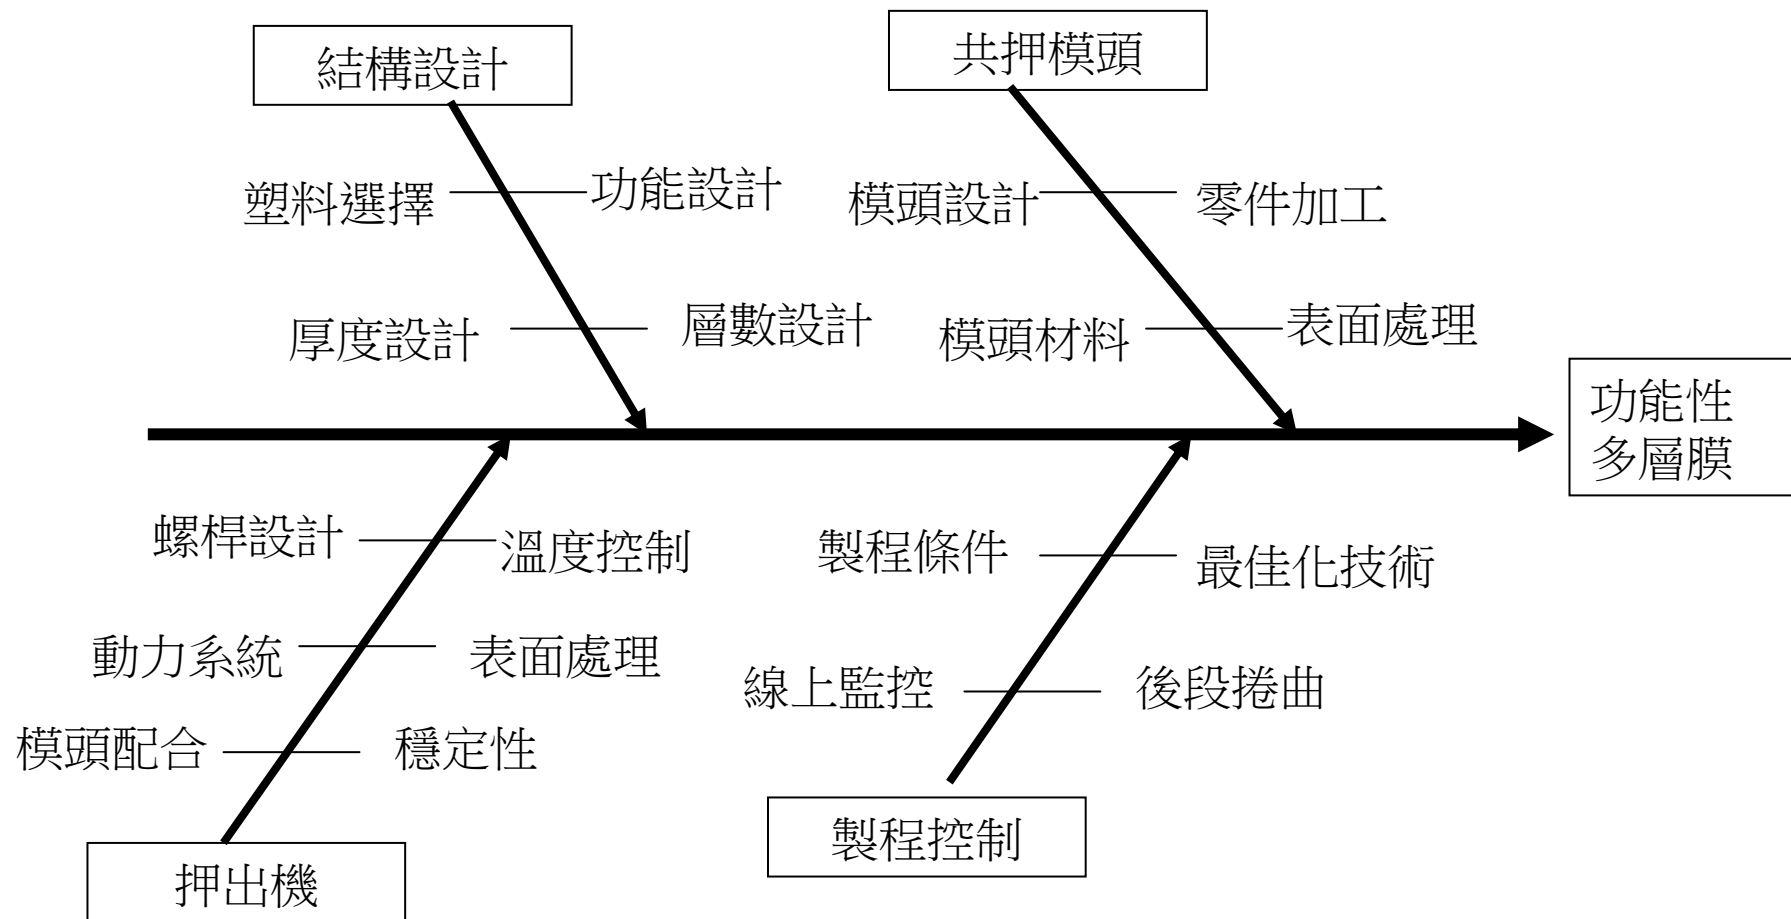 結構設計
共押模頭
塑料選擇
功能設計
模頭設計
零件加工
厚度設計
層數設計
模頭材料
表面處理
功能性
多層膜
螺桿設計
溫度控制
製程條件
最佳化技術
動力系統
表面處理
線上監控
後段捲曲
模頭配合
穩定性
製程控制
押出機